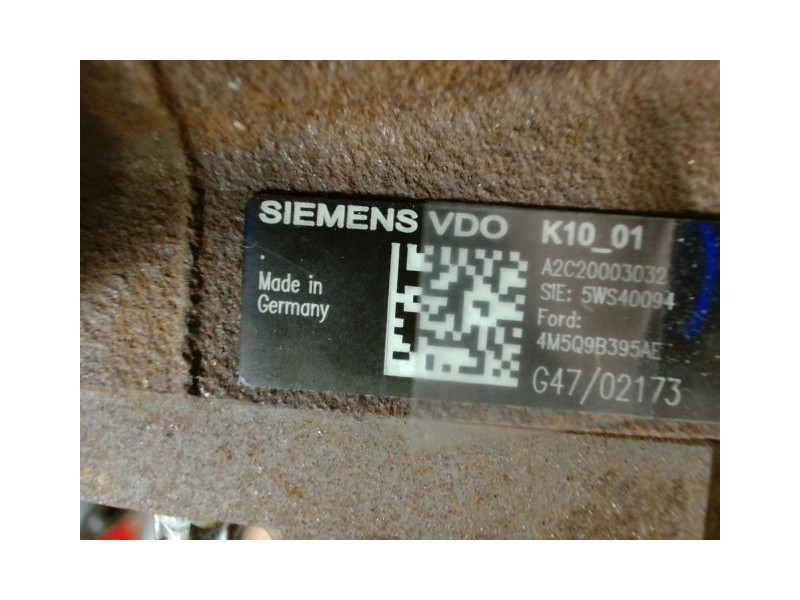 SIEMENS VDO
K10_01
Made in
Germany
A2C20003032
SIE: 5WS40094
Ford:
4M5Q9B395AE
G47/02173